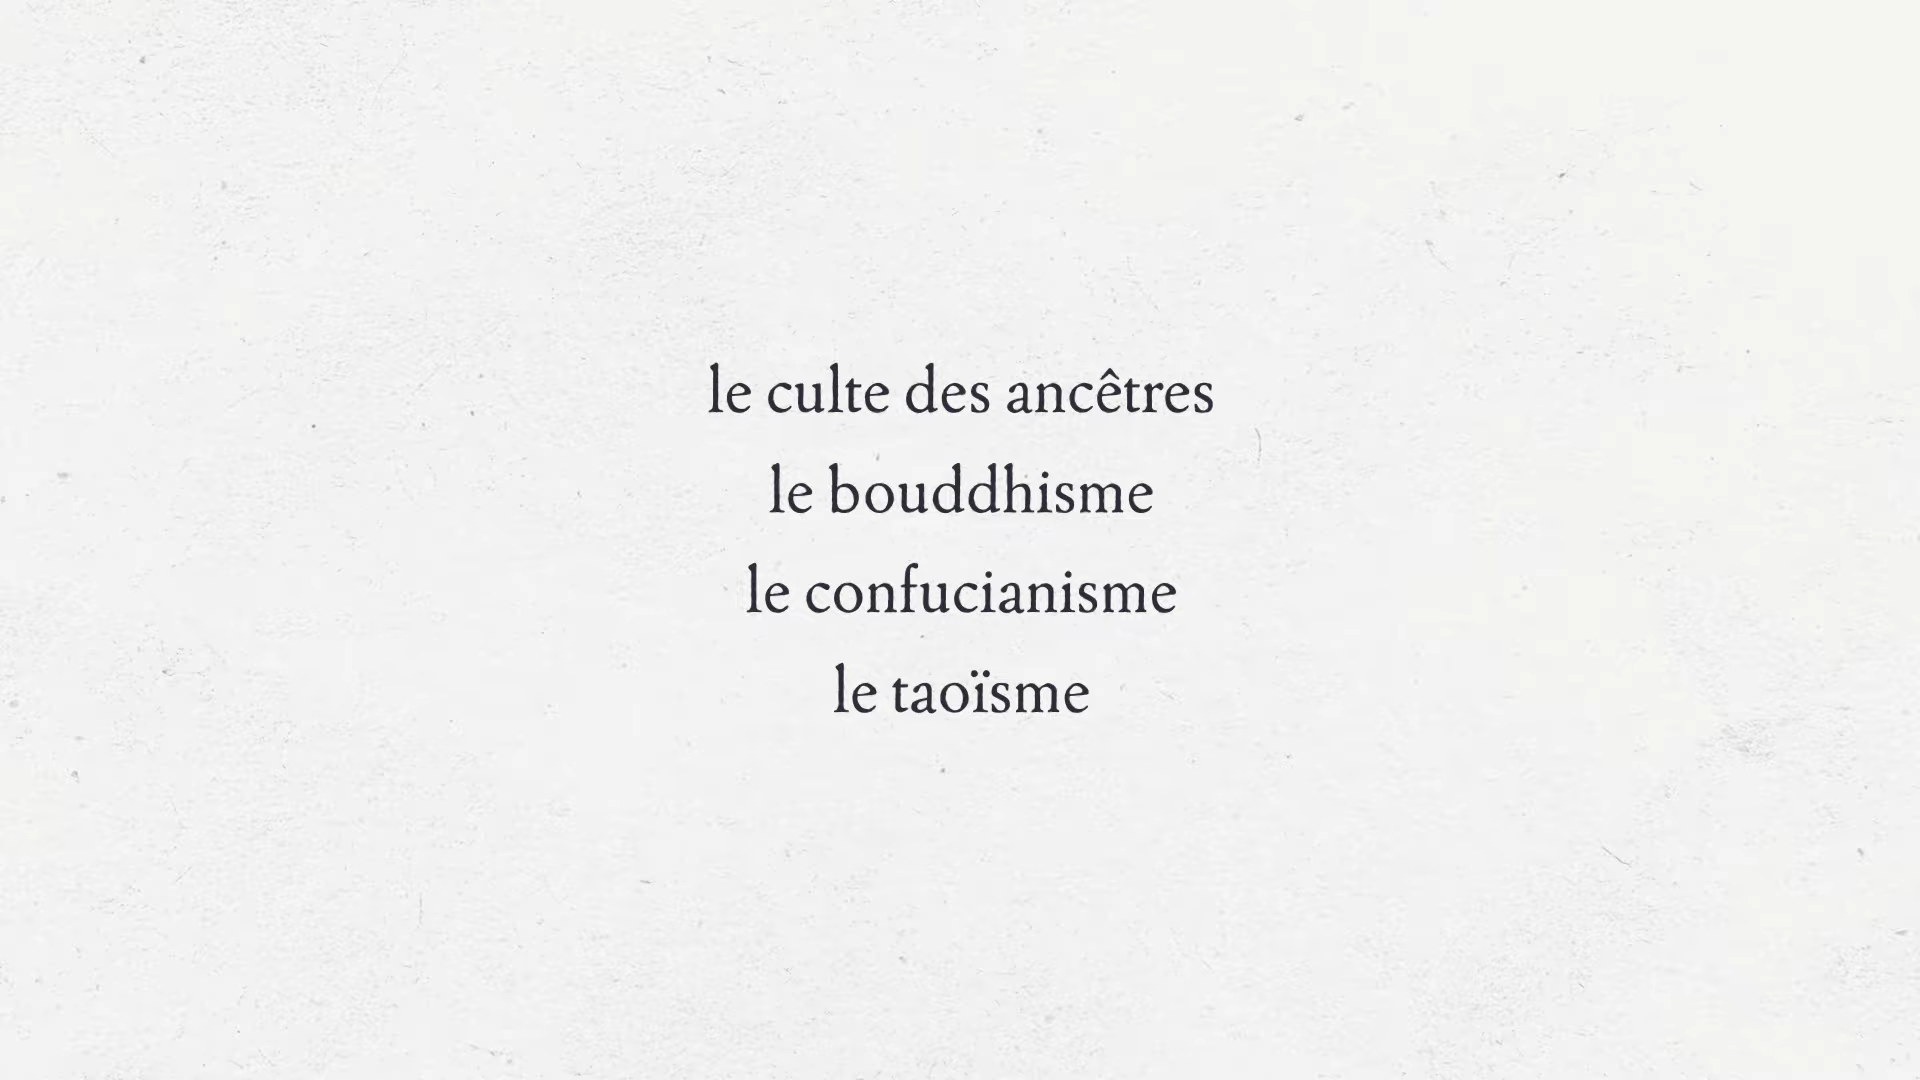 le culte des ancêtres
le bouddhisme
le confucianisme
le taoïsme